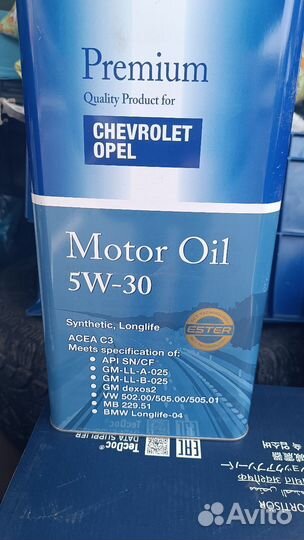 Premium
Quality Product for
CHEVROLET
OPEL
Motor Oil
5W-30
ESTER
Synthetic, Longlife
ACEA C3
Meets specification of:
• API SN/CF
• GM-LL-A-025
• GM-LL-B-025
• GM dexos2
• VW 502.00/505.00/505.01
• MB 229.51
• BMW Longlife-04
TecDoc
DATA SUPPLIER
EAC
Avito